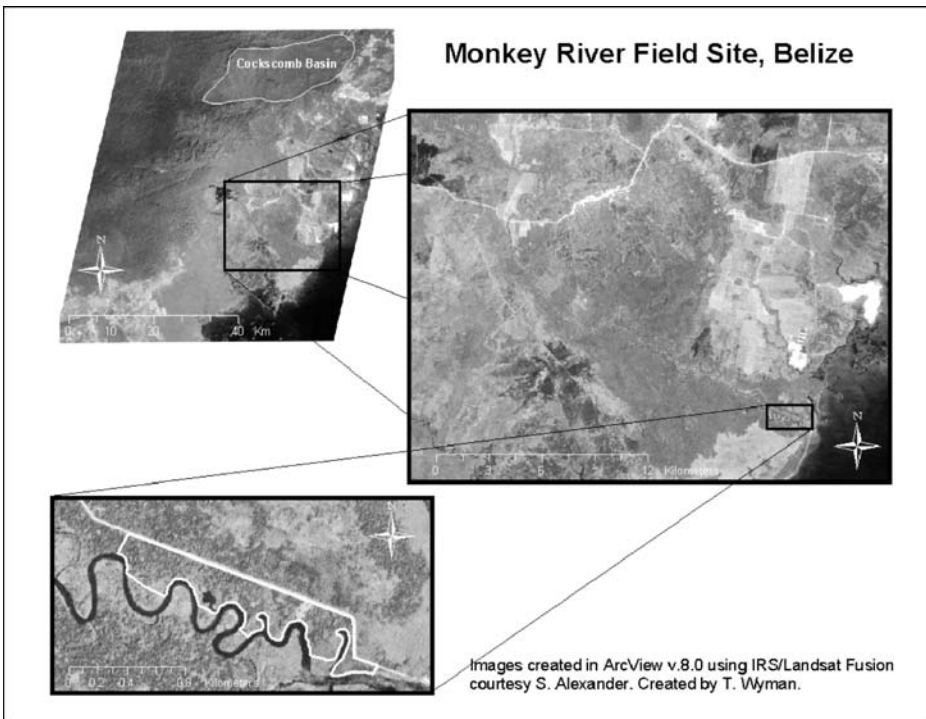 Monkey River Field Site, Belize
Cockscomb Basin
N
0 10 20 40 Km
N
0 3 6 12 Kilometers
N
0 0.2 0.4 0.8 Kilometers
Images created in ArcView v.8.0 using IRS/Landsat Fusion
courtesy S. Alexander. Created by T. Wyman.